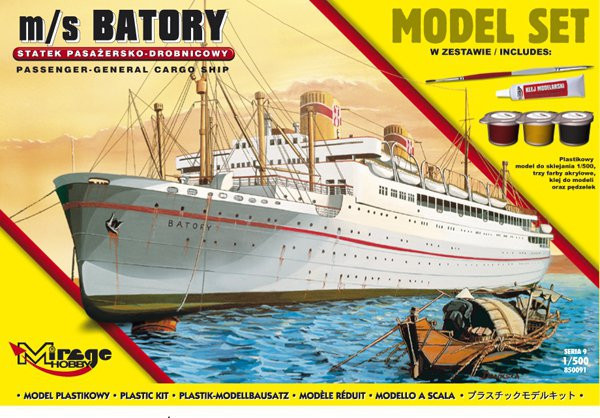 m/s BATORY
STATEK PASAŻERSKO-DROBNICOWY
PASSENGER-GENERAL CARGO SHIP
MODEL SET
W ZESTAWIE / INCLUDES:
KLEJ MODELARSKI
Plastikowy
model do sklejania 1/500,
trzy farby akrylowe,
klej do modeli
oraz pędzelek
BATORY
Mirage
HOBBY
SERIA 9
1/500
850091
• MODEL PLASTIKOWY • PLASTIC KIT • PLASTIK-MODELLBAUSATZ • MODÈLE RÉDUIT • MODELLO A SCALA • プラスチックモデルキット •